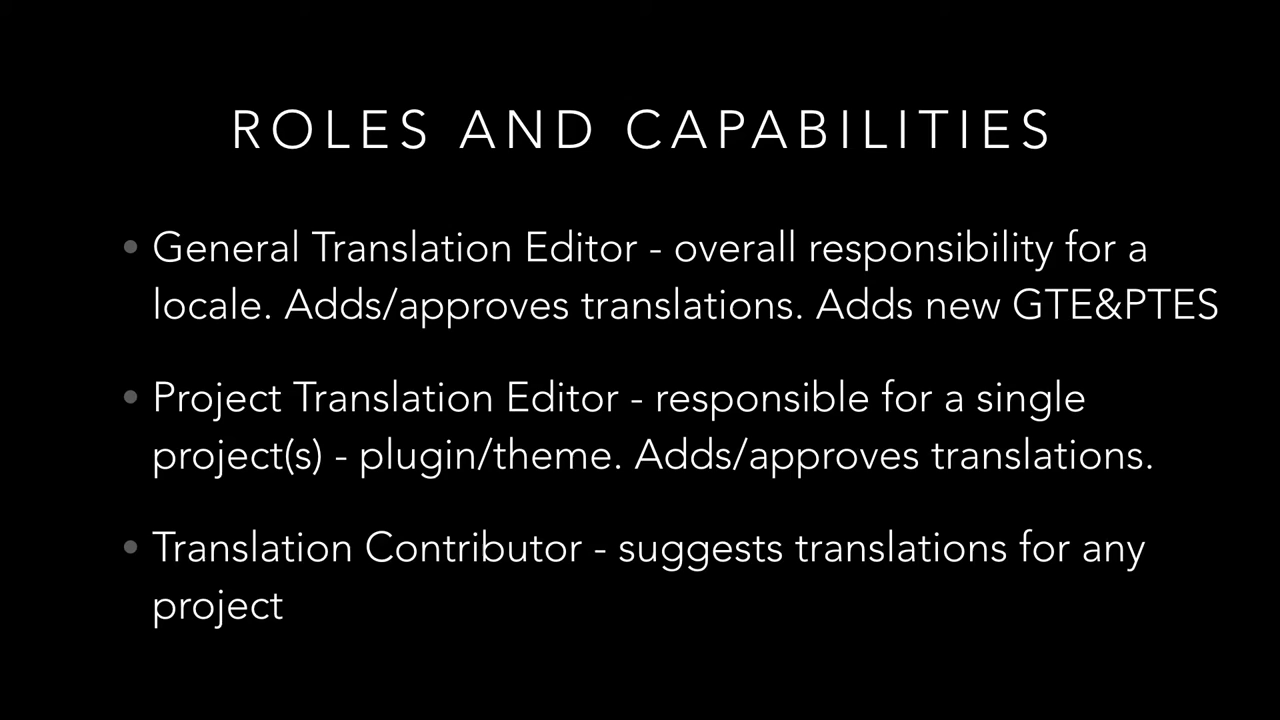 ROLES AND CAPABILITIES
• General Translation Editor - overall responsibility for a
locale. Adds/approves translations. Adds new GTE&PTES
• Project Translation Editor - responsible for a single
project(s) - plugin/theme. Adds/approves translations.
• Translation Contributor - suggests translations for any
project